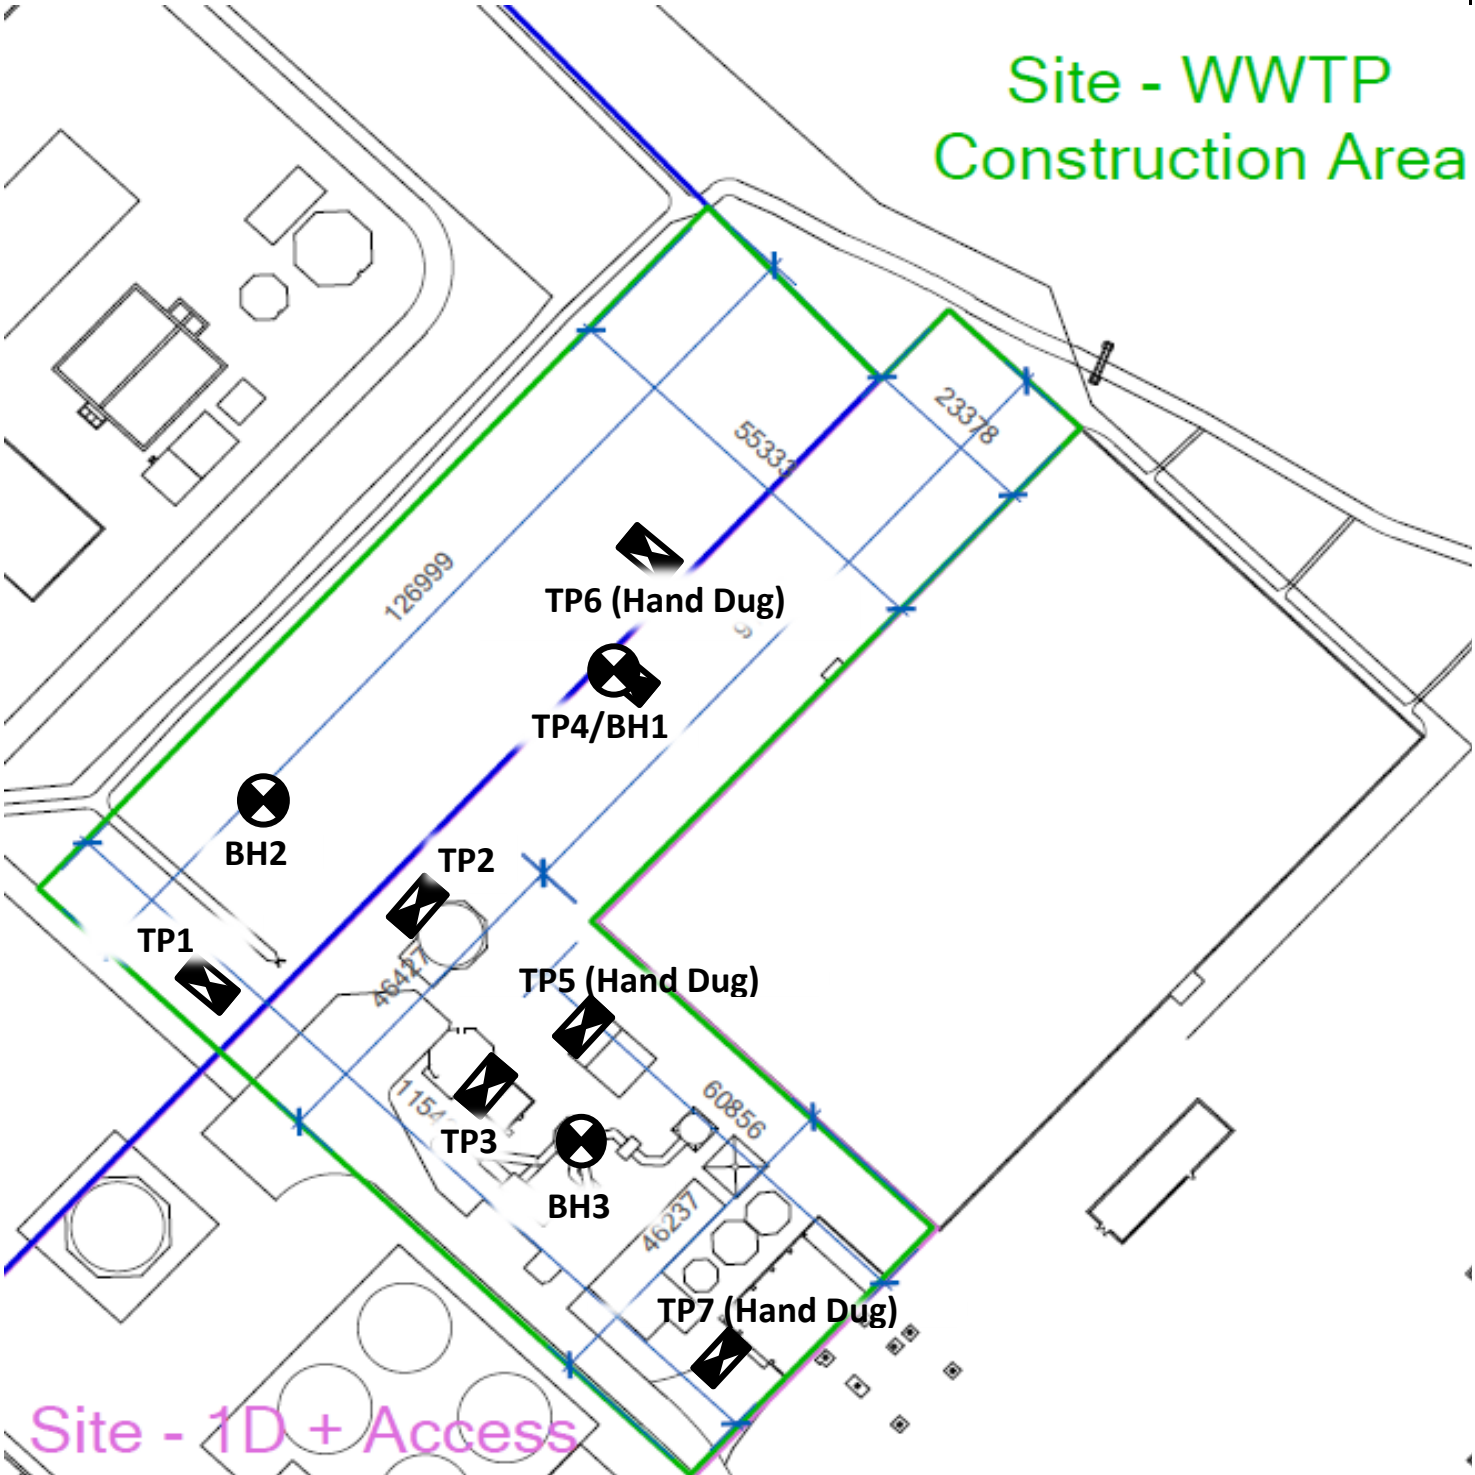 Site - WWTP
Construction Area
23378
55333
126999
TP6 (Hand Dug)
TP4/BH1
BH2
TP2
TP1
46427
TP5 (Hand Dug)
60856
TP3
BH3
46237
TP7 (Hand Dug)
Site - 1D + Access